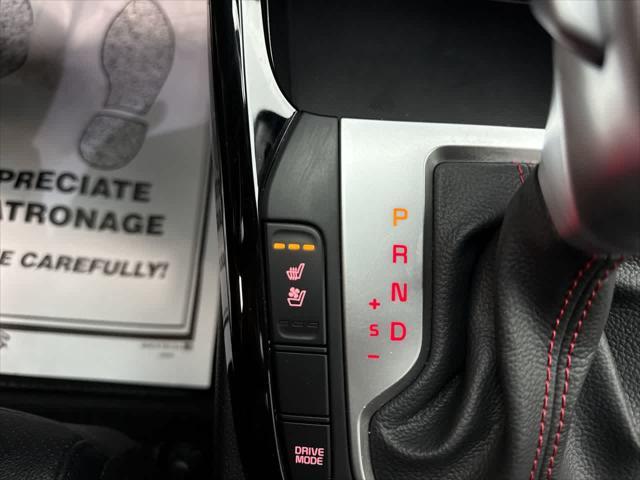 PRECIATE
ATRONAGE
E CAREFULLY!
P
R
N
D
+
S
−
DRIVE
MODE